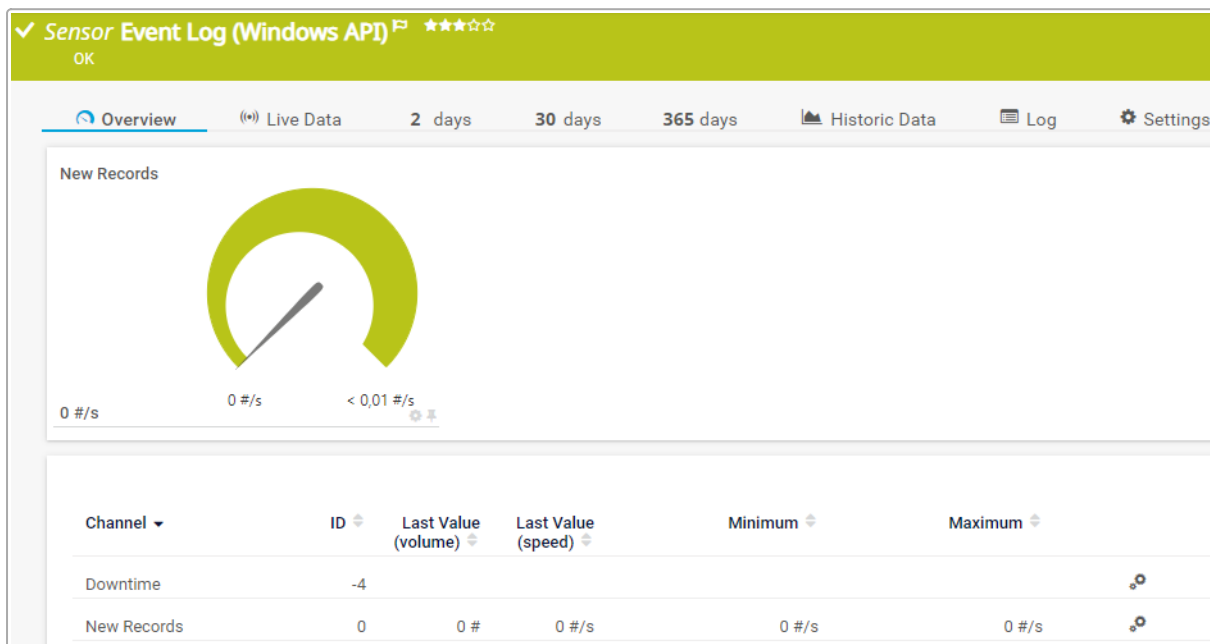 Sensor Event Log (Windows API)
OK
Overview Live Data 2 days 30 days 365 days Historic Data Log Settings
New Records
0 #/s < 0,01 #/s
0 #/s
Channel ID Last Value (volume) Last Value (speed) Minimum Maximum
Downtime -4
New Records 0 0 # 0 #/s 0 #/s 0 #/s